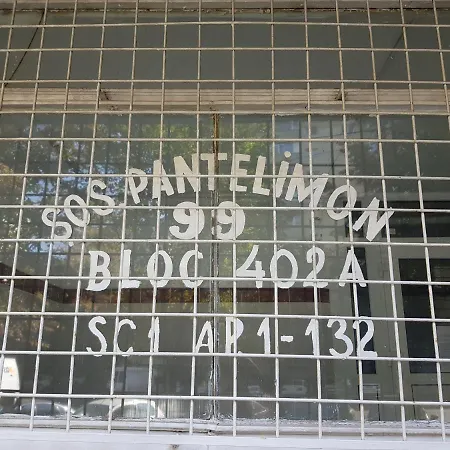 SOS. PANTELiMON
99
BLOC 402A
SC1 AP.1-132